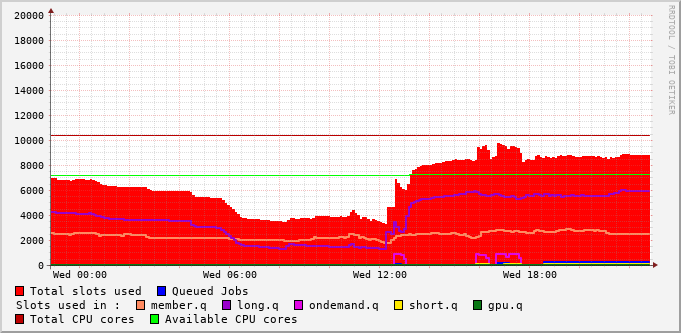 20000
18000
16000
14000
12000
10000
8000
6000
4000
2000
0
Wed 00:00 Wed 06:00 Wed 12:00 Wed 18:00
RRDTOOL / TOBI OETIKER
Total slots used Queued Jobs
Slots used in : member.q long.q ondemand.q short.q gpu.q
Total CPU cores Available CPU cores